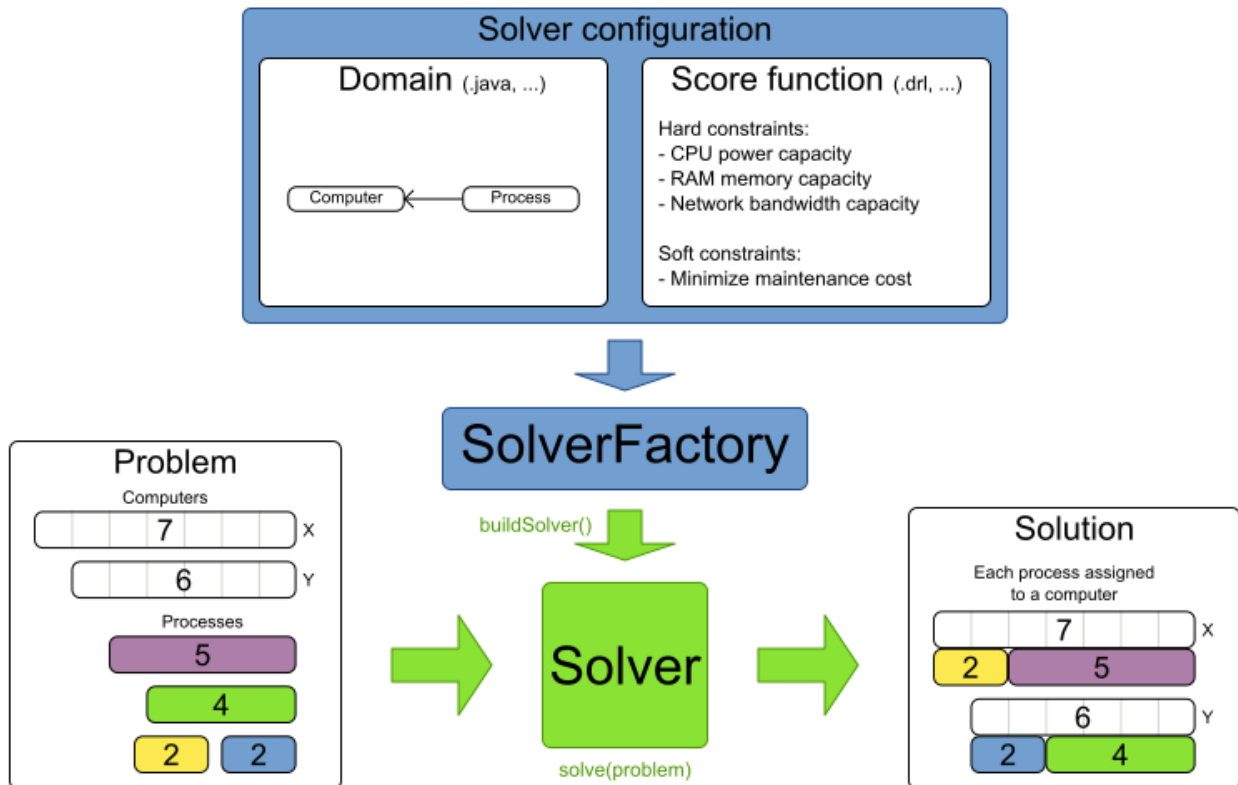 Solver configuration
Domain (.java, ...)
Computer
Process
Score function (.drl, ...)
Hard constraints:
- CPU power capacity
- RAM memory capacity
- Network bandwidth capacity
Soft constraints:
- Minimize maintenance cost
SolverFactory
buildSolver()
Problem
Computers
7 X
6 Y
Processes
5
4
2 2
Solver
solve(problem)
Solution
Each process assigned
to a computer
7 X
2 5
6 Y
2 4